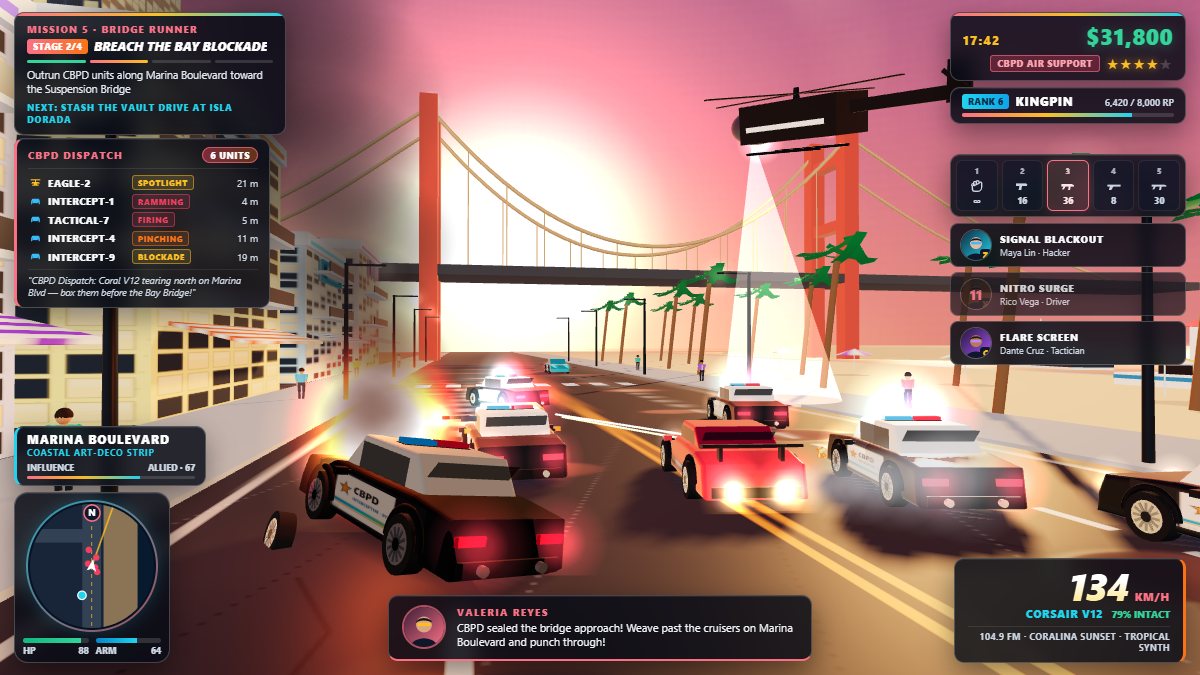 MISSION 5 · BRIDGE RUNNER
STAGE 2/4 BREACH THE BAY BLOCKADE
Outrun CBPD units along Marina Boulevard toward
the Suspension Bridge
NEXT: STASH THE VAULT DRIVE AT ISLA
DORADA
CBPD DISPATCH 6 UNITS
EAGLE-2 SPOTLIGHT 21 m
INTERCEPT-1 RAMMING 4 m
TACTICAL-7 FIRING 5 m
INTERCEPT-4 PINCHING 11 m
INTERCEPT-9 BLOCKADE 19 m
"CBPD Dispatch: Coral V12 tearing north on Marina
Blvd — box them before the Bay Bridge!"
17:42 $31,800
CBPD AIR SUPPORT ★★★★★
RANK 6 KINGPIN 6,420 / 8,000 RP
1 2 3 4 5
∞ 16 36 8 30
SIGNAL BLACKOUT
Maya Lin · Hacker
11 NITRO SURGE
Rico Vega · Driver
FLARE SCREEN
Dante Cruz · Tactician
MARINA BOULEVARD
COASTAL ART-DECO STRIP
INFLUENCE ALLIED · 67
N
HP 88 ARM 64
CBPD
CBPD
VALERIA REYES
CBPD sealed the bridge approach! Weave past the cruisers on Marina
Boulevard and punch through!
134 KM/H
CORSAIR V12 79% INTACT
104.9 FM · CORALINA SUNSET · TROPICAL
SYNTH